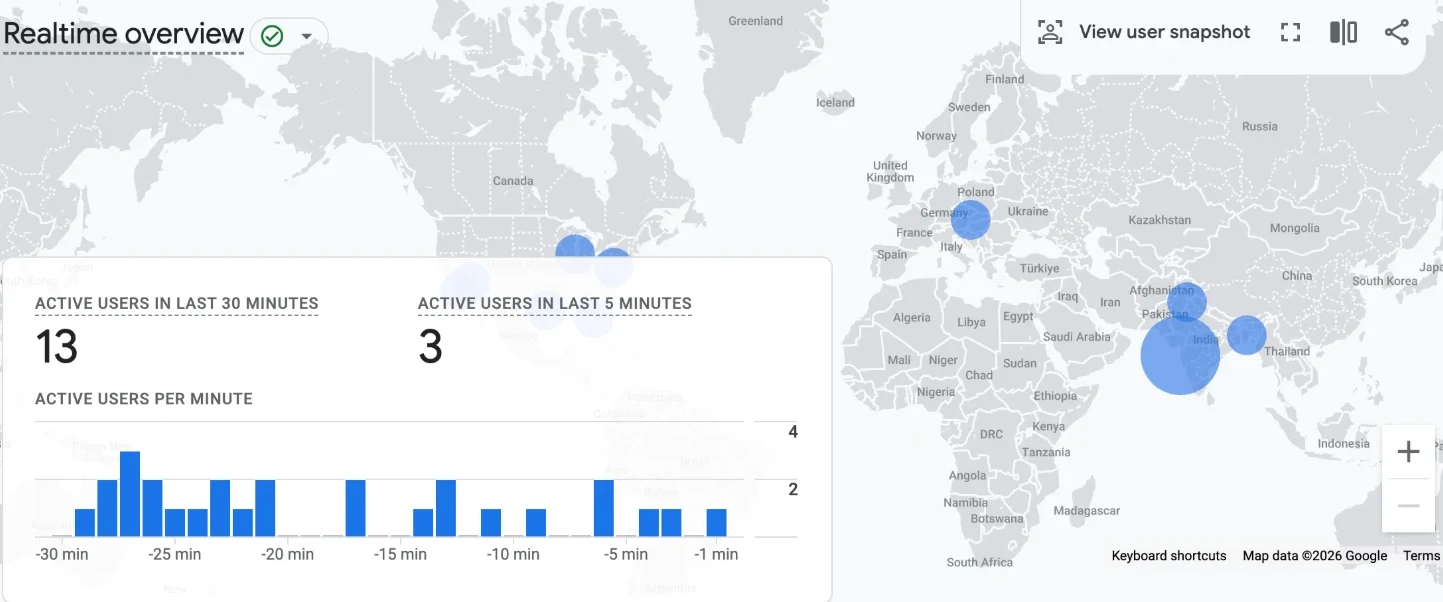 Realtime overview
View user snapshot
Greenland
Iceland
Finland
Sweden
Norway
Russia
United
Kingdom
Canada
Poland
Germany
Ukraine
France
Kazakhstan
Mongolia
Italy
Spain
Türkiye
China
South Korea
Japa
Afghanistan
Iraq
Iran
Pakistan
Algeria
Libya
Egypt
Saudi Arabia
India
Thailand
Mali
Niger
Sudan
Chad
Nigeria
Ethiopia
DRC
Kenya
Tanzania
Indonesia
Angola
Namibia
Botswana
Madagascar
South Africa
ACTIVE USERS IN LAST 30 MINUTES
13
ACTIVE USERS IN LAST 5 MINUTES
3
ACTIVE USERS PER MINUTE
4
2
-30 min
-25 min
-20 min
-15 min
-10 min
-5 min
-1 min
Keyboard shortcuts
Map data ©2026 Google
Terms